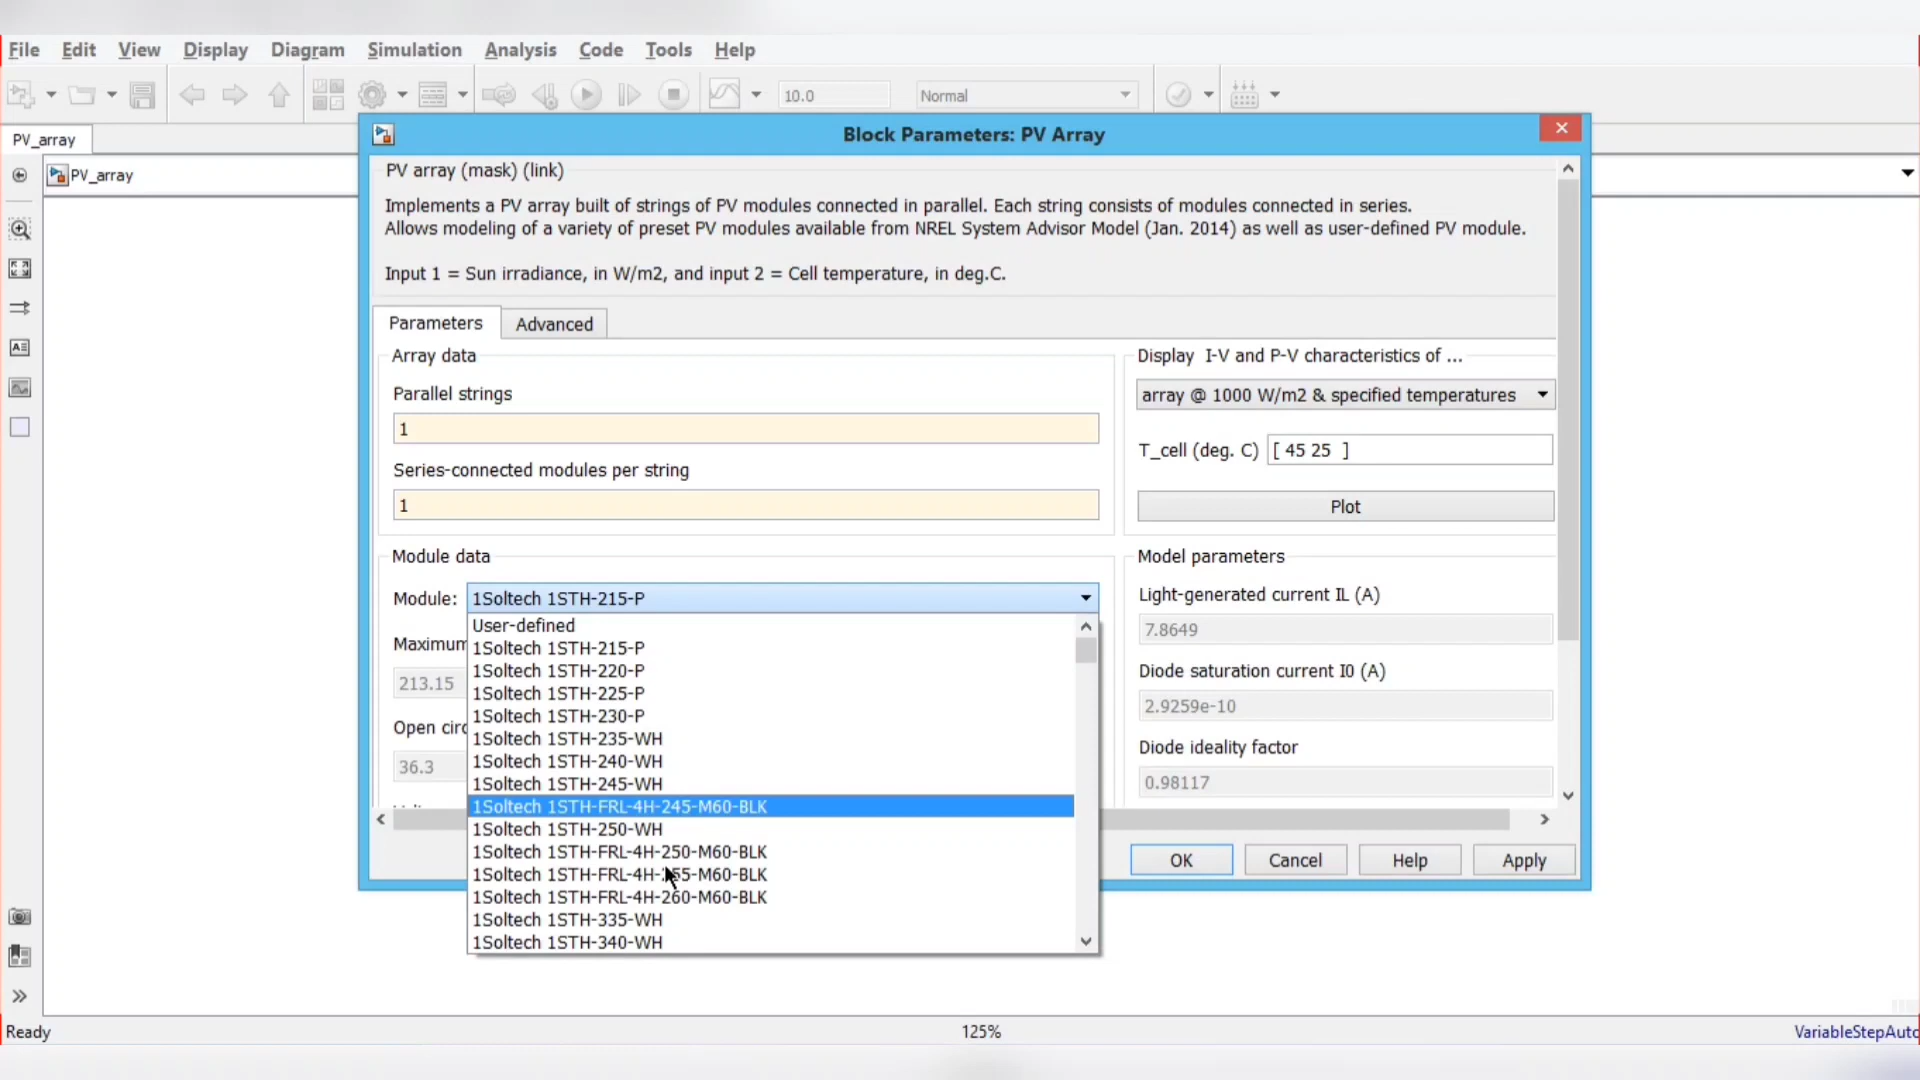 File Edit View Display Diagram Simulation Analysis Code Tools Help
10.0 Normal
PV_array
PV_array
Block Parameters: PV Array
PV array (mask) (link)
Implements a PV array built of strings of PV modules connected in parallel. Each string consists of modules connected in series.
Allows modeling of a variety of preset PV modules available from NREL System Advisor Model (Jan. 2014) as well as user-defined PV module.
Input 1 = Sun irradiance, in W/m2, and input 2 = Cell temperature, in deg.C.
Parameters Advanced
Array data
Parallel strings
1
Series-connected modules per string
1
Display I-V and P-V characteristics of ...
array @ 1000 W/m2 & specified temperatures
T_cell (deg. C) [ 45 25 ]
Plot
Module data
Module: 1Soltech 1STH-215-P
User-defined
1Soltech 1STH-215-P
1Soltech 1STH-220-P
1Soltech 1STH-225-P
1Soltech 1STH-230-P
1Soltech 1STH-235-WH
1Soltech 1STH-240-WH
1Soltech 1STH-245-WH
1Soltech 1STH-FRL-4H-245-M60-BLK
1Soltech 1STH-250-WH
1Soltech 1STH-FRL-4H-250-M60-BLK
1Soltech 1STH-FRL-4H-255-M60-BLK
1Soltech 1STH-FRL-4H-260-M60-BLK
1Soltech 1STH-335-WH
1Soltech 1STH-340-WH
Maximum
213.15
Open circ
36.3
Model parameters
Light-generated current IL (A)
7.8649
Diode saturation current I0 (A)
2.9259e-10
Diode ideality factor
0.98117
OK Cancel Help Apply
Ready 125% VariableStepAuto